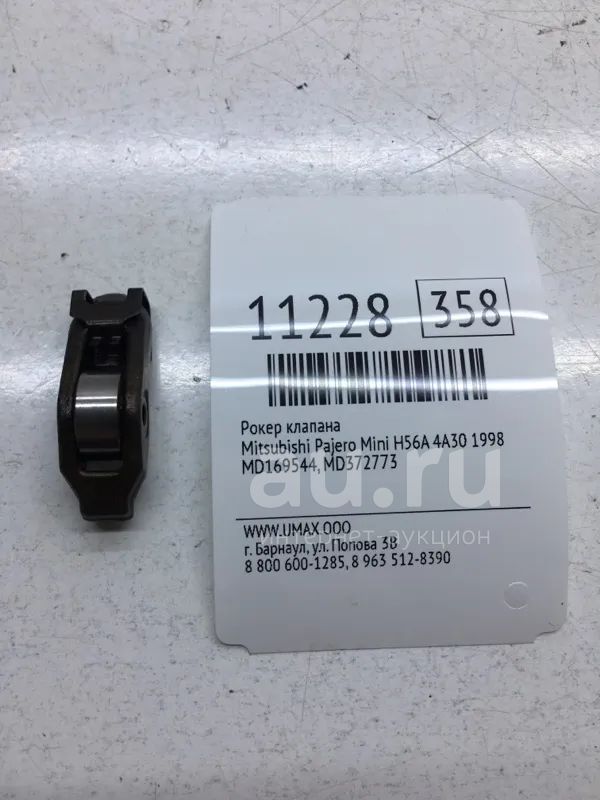 11228 358
Рокер клапана
Mitsubishi Pajero Mini H56A 4A30 1998
MD169544, MD372773
au.ru
интернет-аукцион
WWW.UMAX.OOO
г. Барнаул, ул. Попова 3В
8 800 600-1285, 8 963 512-8390